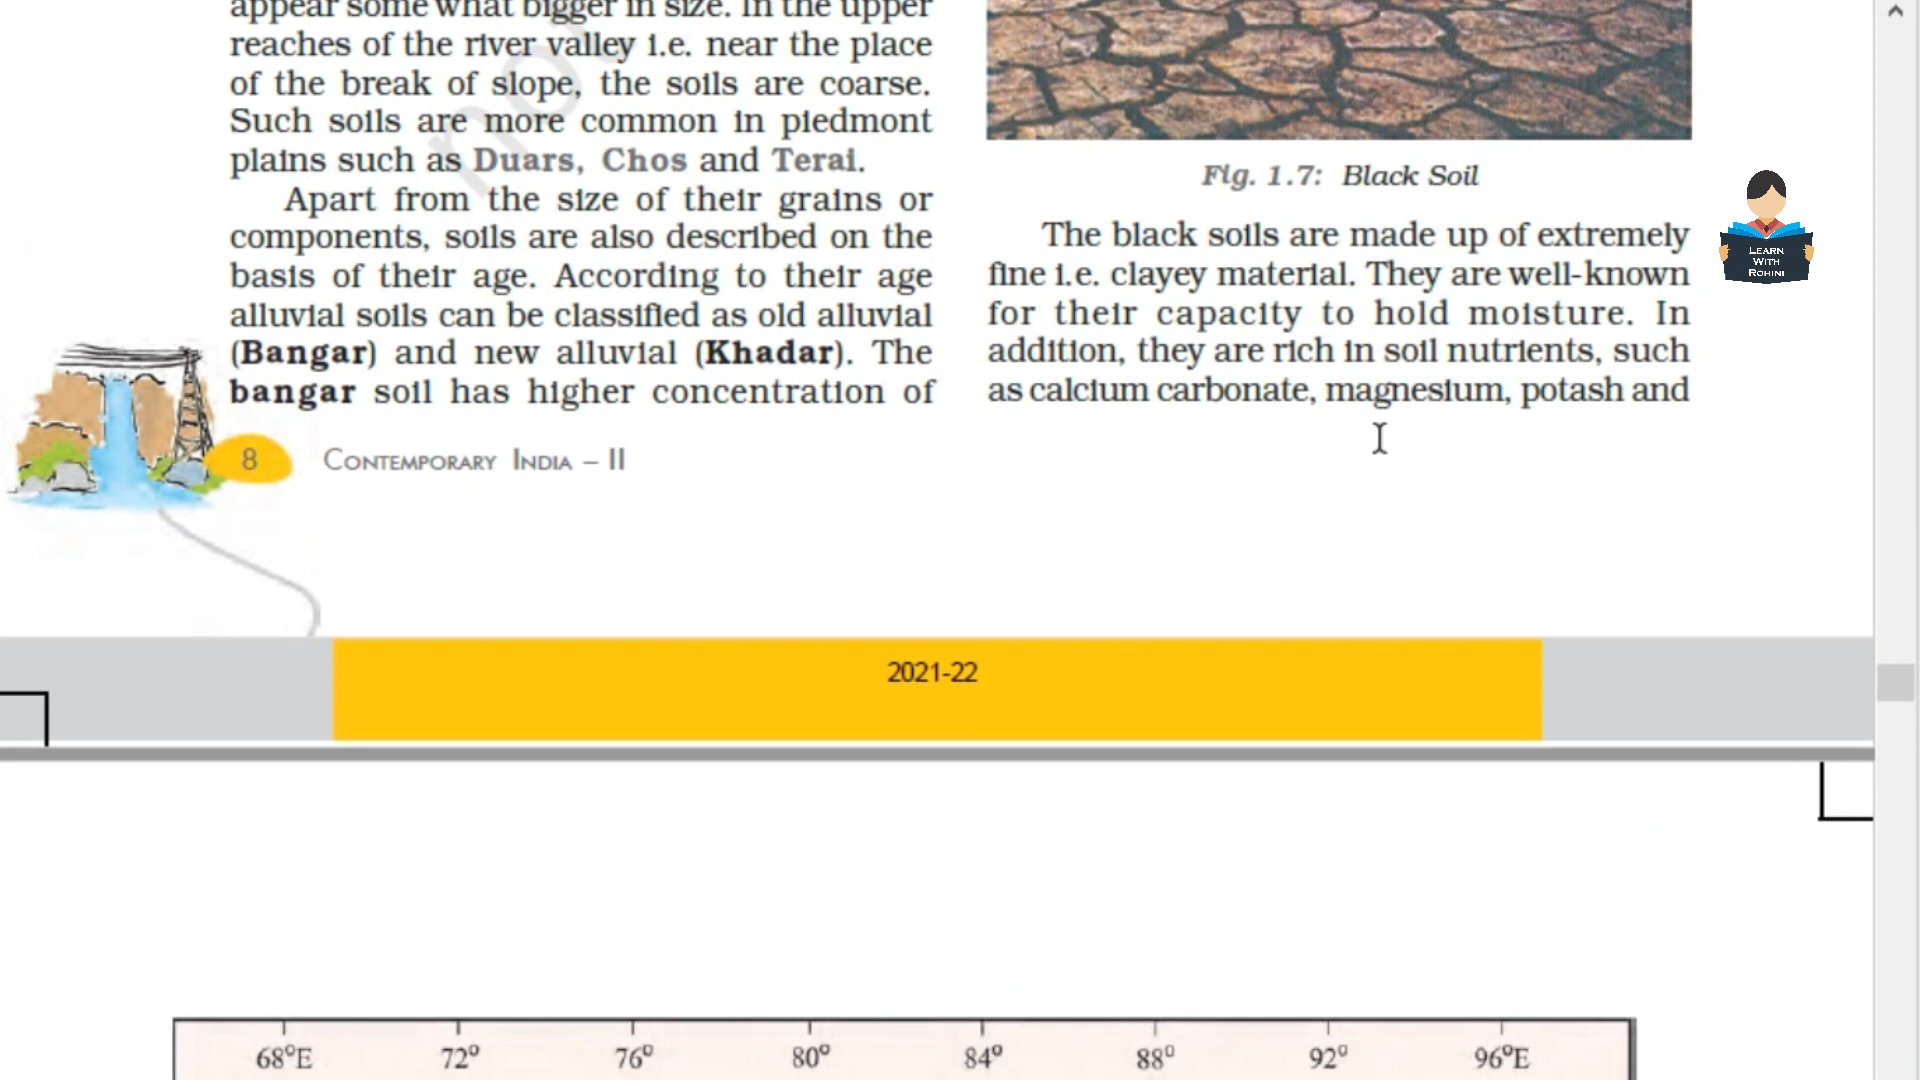 appear some what bigger in size. In the upper
reaches of the river valley i.e. near the place
of the break of slope, the soils are coarse.
Such soils are more common in piedmont
plains such as Duars, Chos and Terai.
Apart from the size of their grains or
components, soils are also described on the
basis of their age. According to their age
alluvial soils can be classified as old alluvial
(Bangar) and new alluvial (Khadar). The
bangar soil has higher concentration of
8 Contemporary India – II
Fig. 1.7: Black Soil
The black soils are made up of extremely
fine i.e. clayey material. They are well-known
for their capacity to hold moisture. In
addition, they are rich in soil nutrients, such
as calcium carbonate, magnesium, potash and
LEARN
WITH
ROHINI
2021-22
68°E 72° 76° 80° 84° 88° 92° 96°E